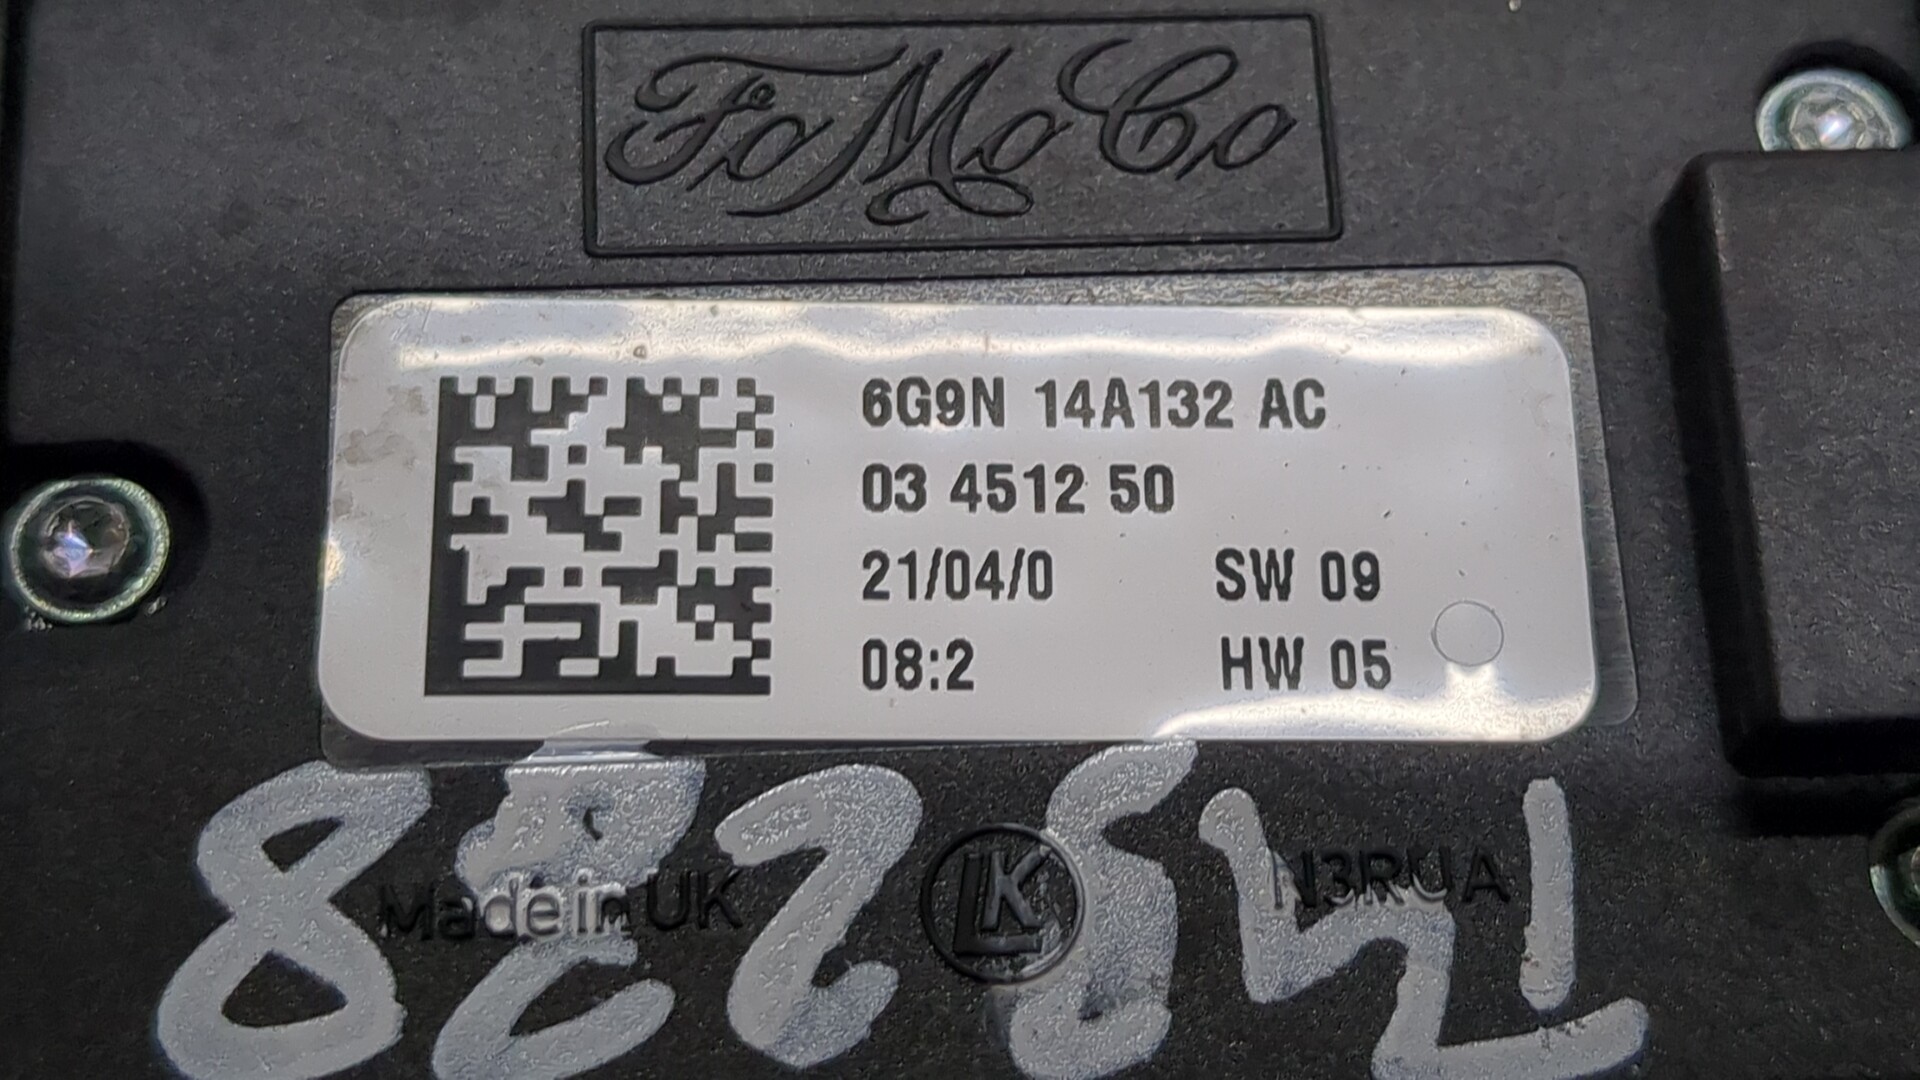 FoMoCo
6G9N 14A132 AC
03 4512 50
21/04/0 SW 09
08:2 HW 05
Made in UK LK N3RUA